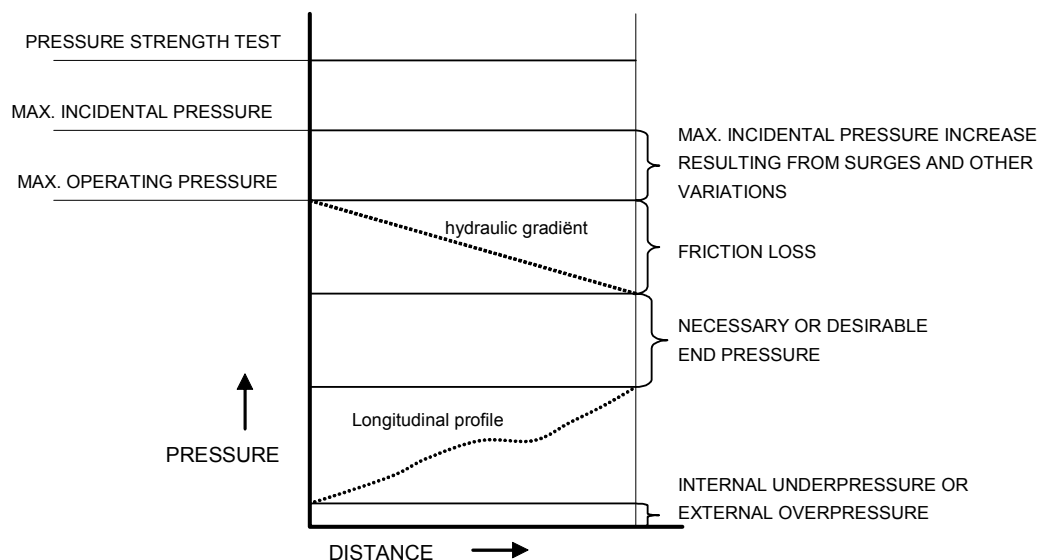 PRESSURE STRENGTH TEST
MAX. INCIDENTAL PRESSURE
MAX. OPERATING PRESSURE
MAX. INCIDENTAL PRESSURE INCREASE
RESULTING FROM SURGES AND OTHER
VARIATIONS
hydraulic gradiënt
FRICTION LOSS
NECESSARY OR DESIRABLE
END PRESSURE
Longitudinal profile
PRESSURE
INTERNAL UNDERPRESSURE OR
EXTERNAL OVERPRESSURE
DISTANCE